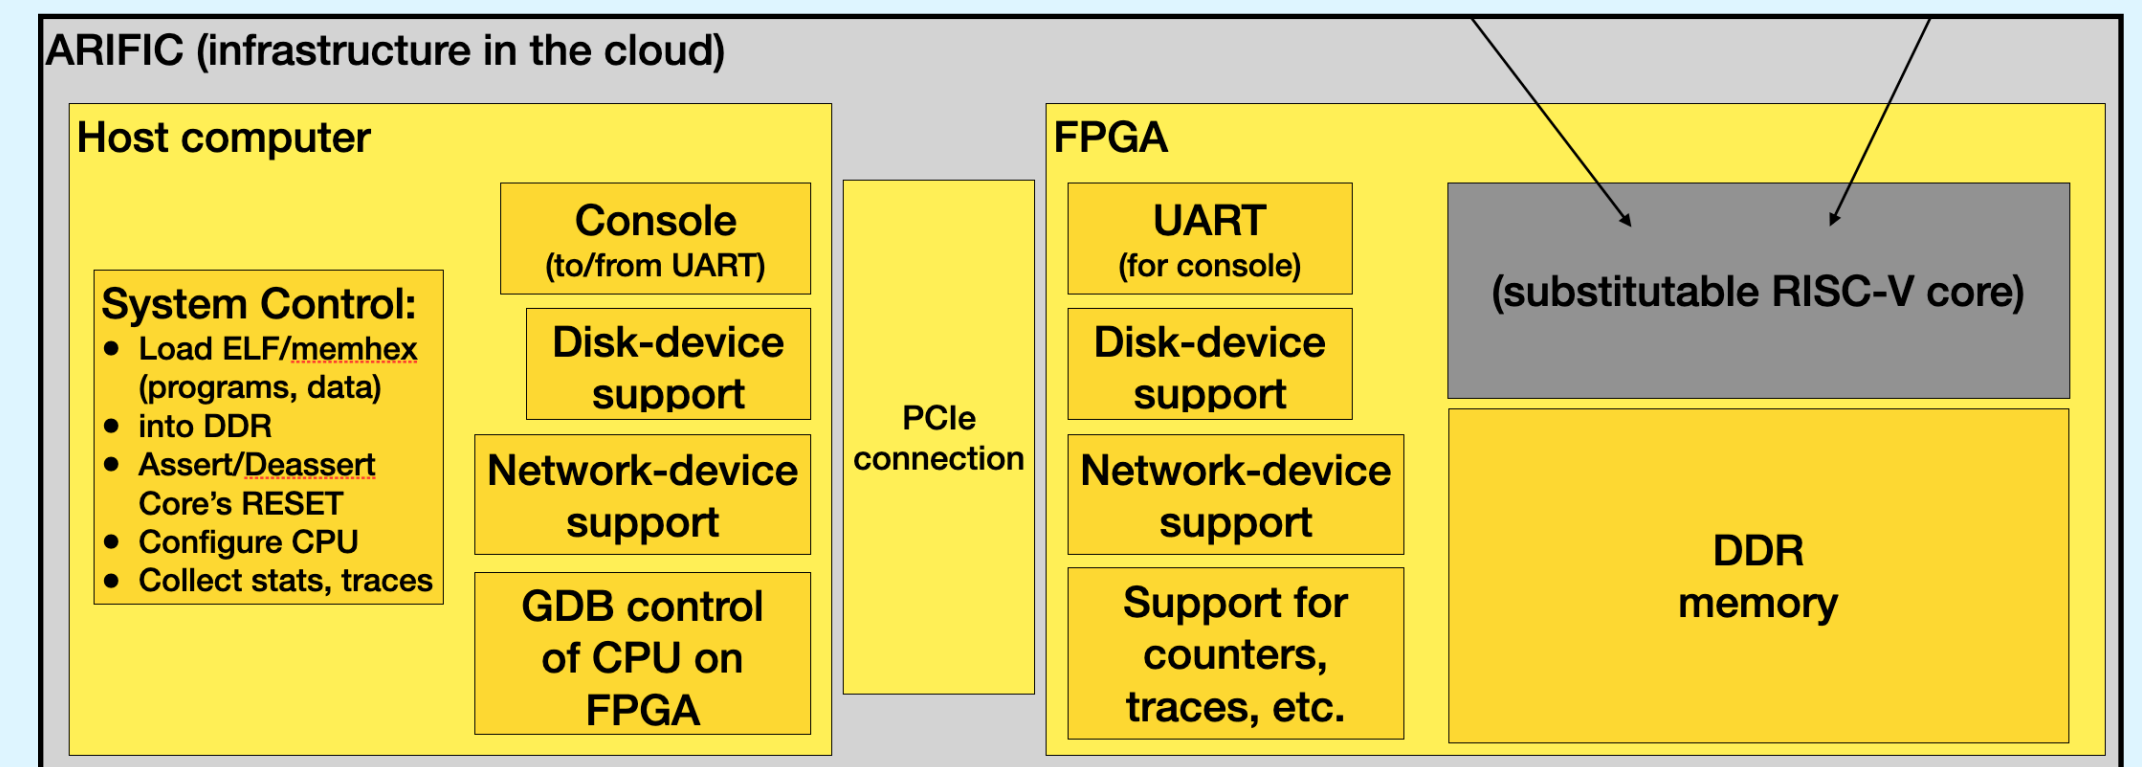 ARIFIC (infrastructure in the cloud)
Host computer
System Control:
• Load ELF/memhex
(programs, data)
• into DDR
• Assert/Deassert
Core’s RESET
• Configure CPU
• Collect stats, traces
Console
(to/from UART)
Disk-device
support
Network-device
support
GDB control
of CPU on
FPGA
PCIe
connection
FPGA
UART
(for console)
Disk-device
support
Network-device
support
Support for
counters,
traces, etc.
(substitutable RISC-V core)
DDR
memory